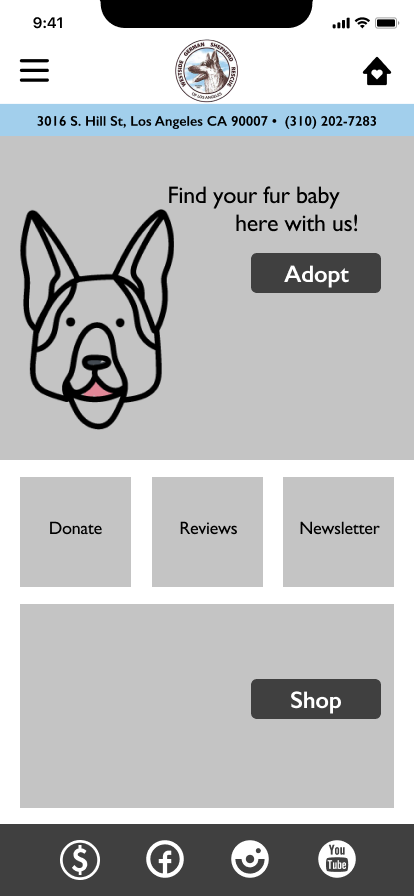 9:41
WESTSIDE GERMAN SHEPHERD RESCUE
OF LOS ANGELES
3016 S. Hill St, Los Angeles CA 90007 • (310) 202-7283
Find your fur baby
here with us!
Adopt
Donate
Reviews
Newsletter
Shop
$
f
You
Tube